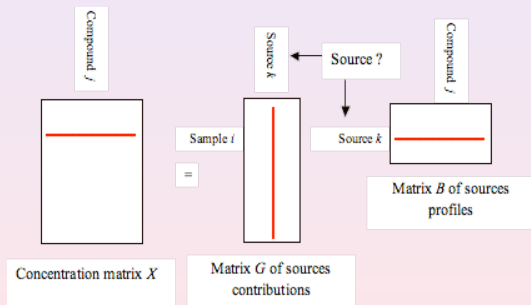 Compound j
Source k
Source ?
Compound j
Sample i
Source k
=
Matrix B of sources
profiles
Concentration matrix X
Matrix G of sources
contributions